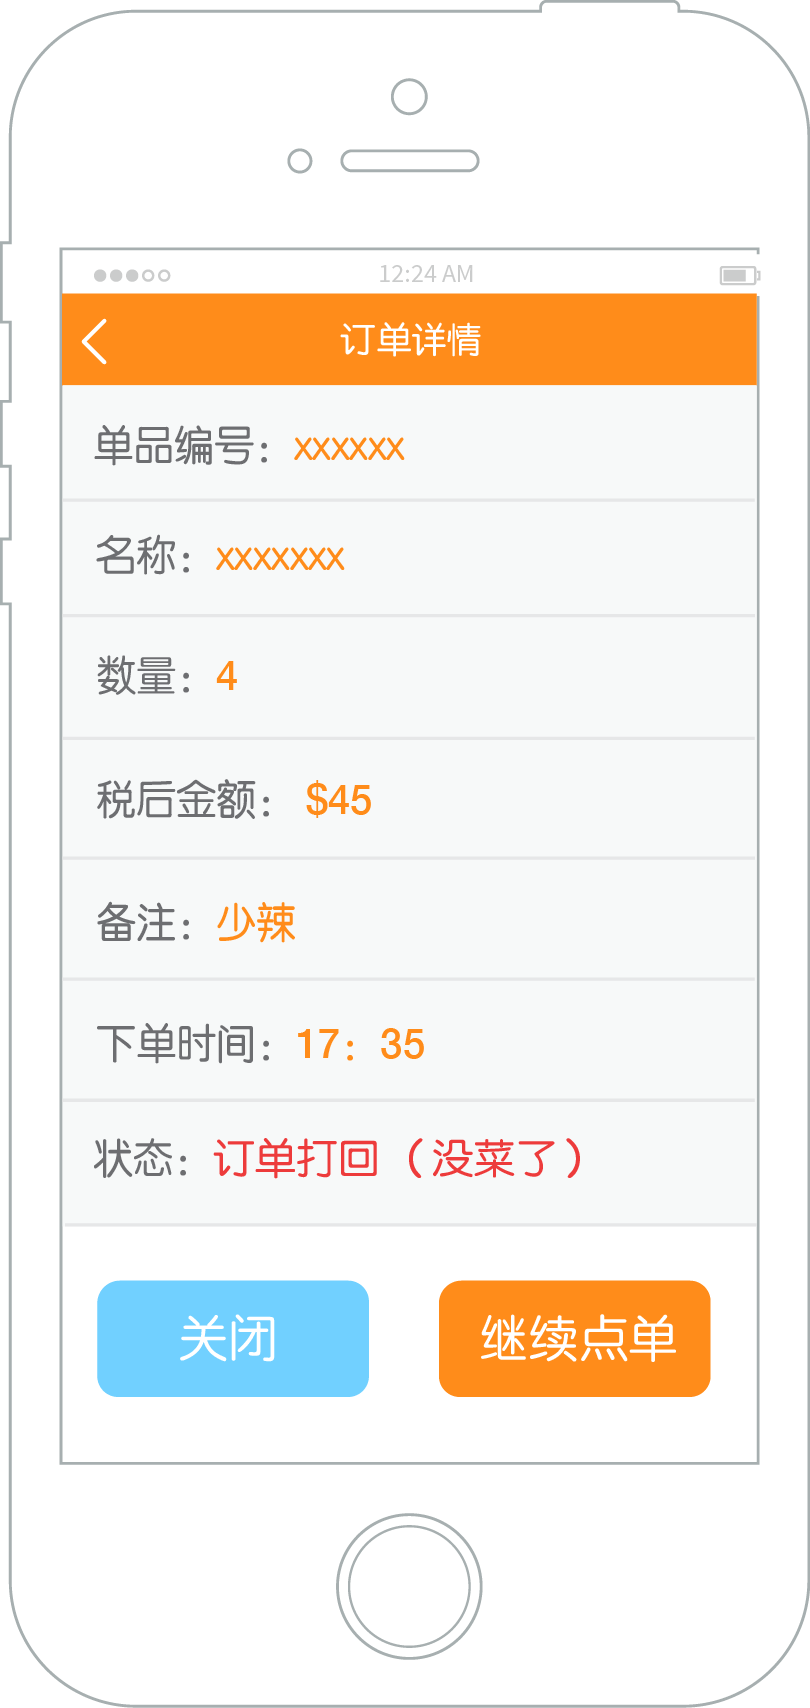 12:24 AM
订单详情
单品编号：xxxxxx
名称：xxxxxxx
数量：4
税后金额： $45
备注：少辣
下单时间：17：35
状态：订单打回（没菜了）
关闭 继续点单